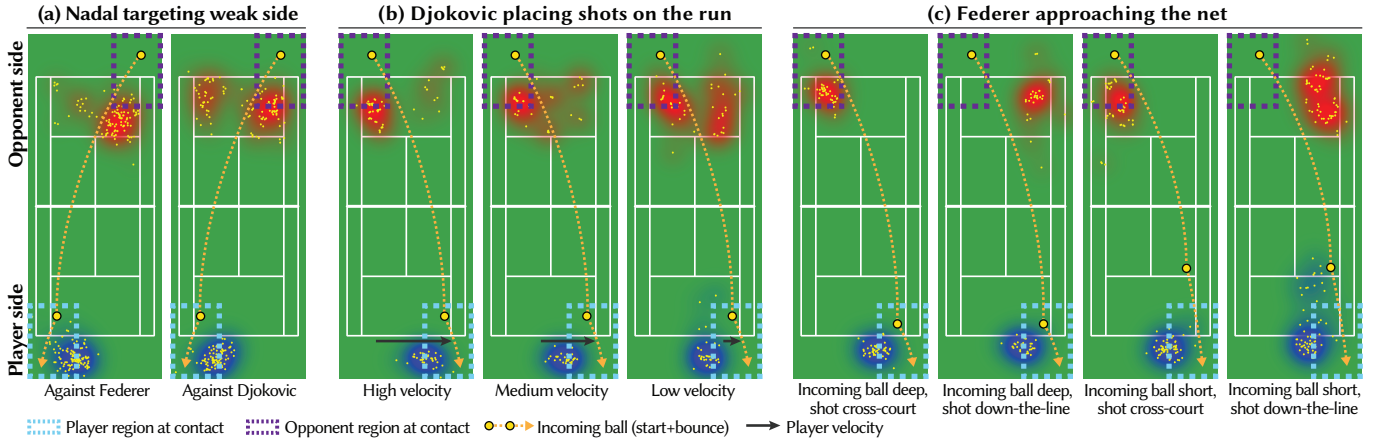 (a) Nadal targeting weak side
(b) Djokovic placing shots on the run
(c) Federer approaching the net
Opponent side
Player side
Against Federer
Against Djokovic
High velocity
Medium velocity
Low velocity
Incoming ball deep,
shot cross-court
Incoming ball deep,
shot down-the-line
Incoming ball short,
shot cross-court
Incoming ball short,
shot down-the-line
Player region at contact
Opponent region at contact
Incoming ball (start+bounce)
Player velocity